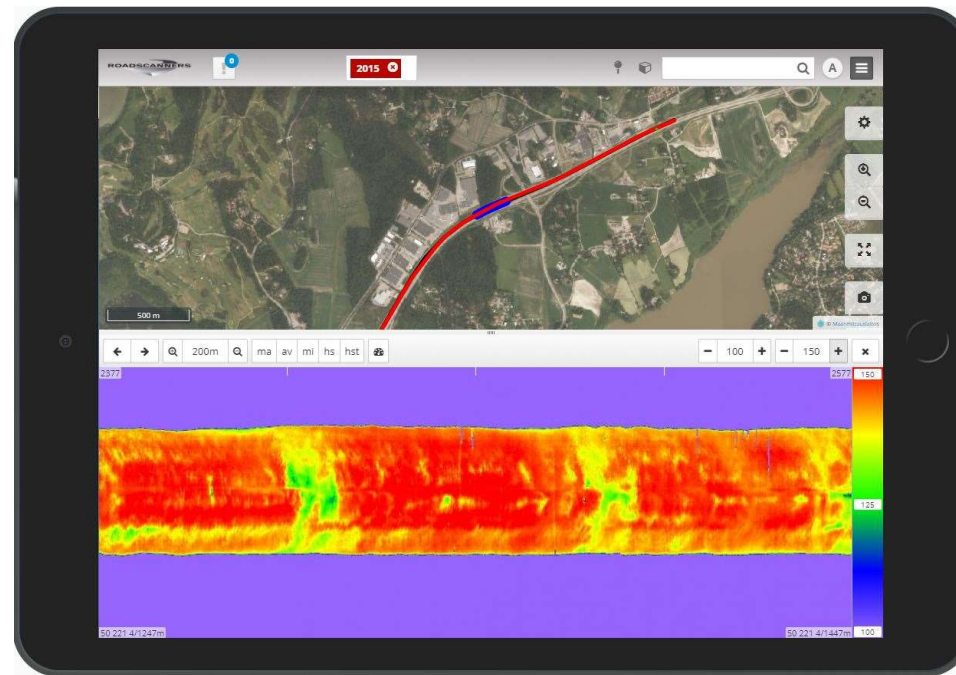 ROADSCANNERS
0
2015
A
500 m
© Maanmittauslaitos
200m
ma av mi hs hst
100
150
2377
2577
150
125
100
50 221 4/1247m
50 221 4/1447m